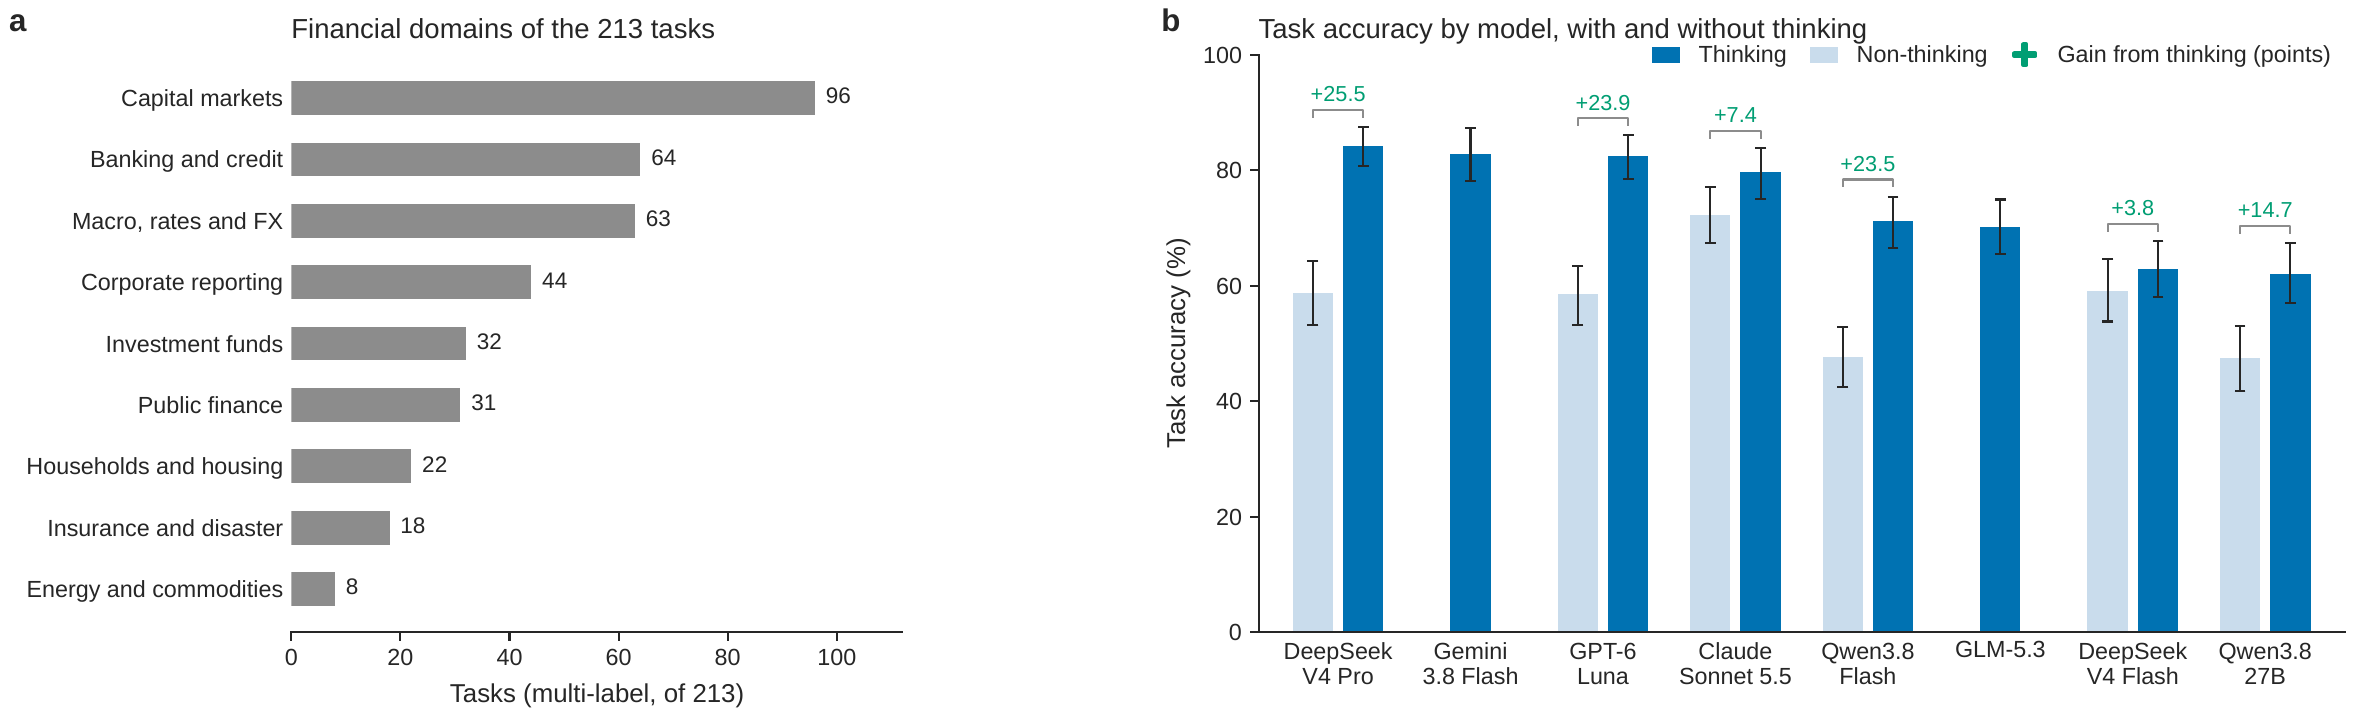 a
Financial domains of the 213 tasks
Capital markets 96
Banking and credit 64
Macro, rates and FX 63
Corporate reporting 44
Investment funds 32
Public finance 31
Households and housing 22
Insurance and disaster 18
Energy and commodities 8
0 20 40 60 80 100
Tasks (multi-label, of 213)
b
Task accuracy by model, with and without thinking
Thinking Non-thinking Gain from thinking (points)
Task accuracy (%)
100
80
60
40
20
0
+25.5
+23.9
+7.4
+23.5
+3.8
+14.7
DeepSeek
V4 Pro
Gemini
3.8 Flash
GPT-6
Luna
Claude
Sonnet 5.5
Qwen3.8
Flash
GLM-5.3
DeepSeek
V4 Flash
Qwen3.8
27B